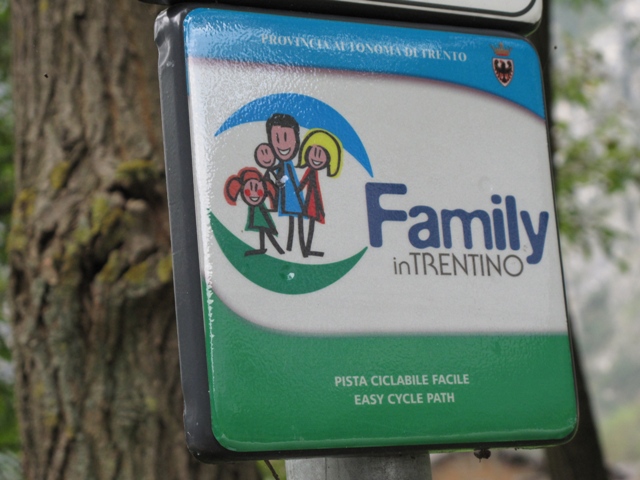 PROVINCIA AUTONOMA DI TRENTO
Family
inTRENTINO
PISTA CICLABILE FACILE
EASY CYCLE PATH